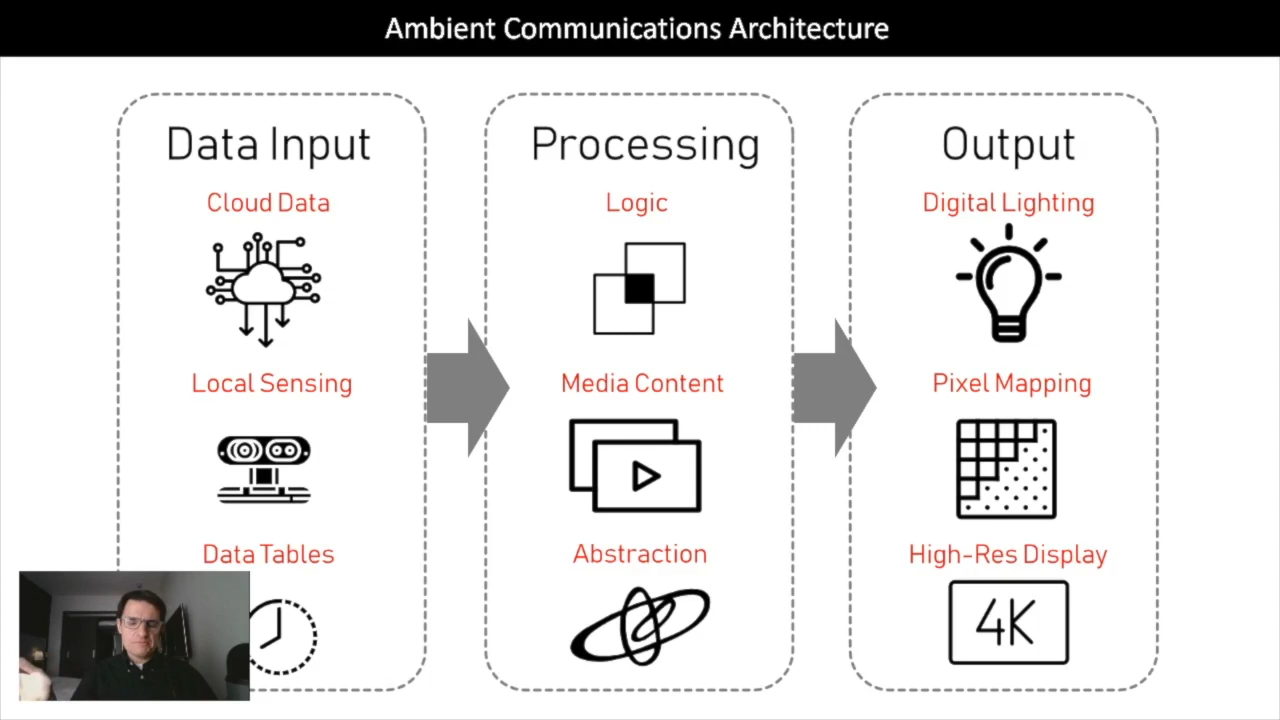 Ambient Communications Architecture
Data Input
Cloud Data
Local Sensing
Data Tables
Processing
Logic
Media Content
Abstraction
Output
Digital Lighting
Pixel Mapping
High-Res Display
4K